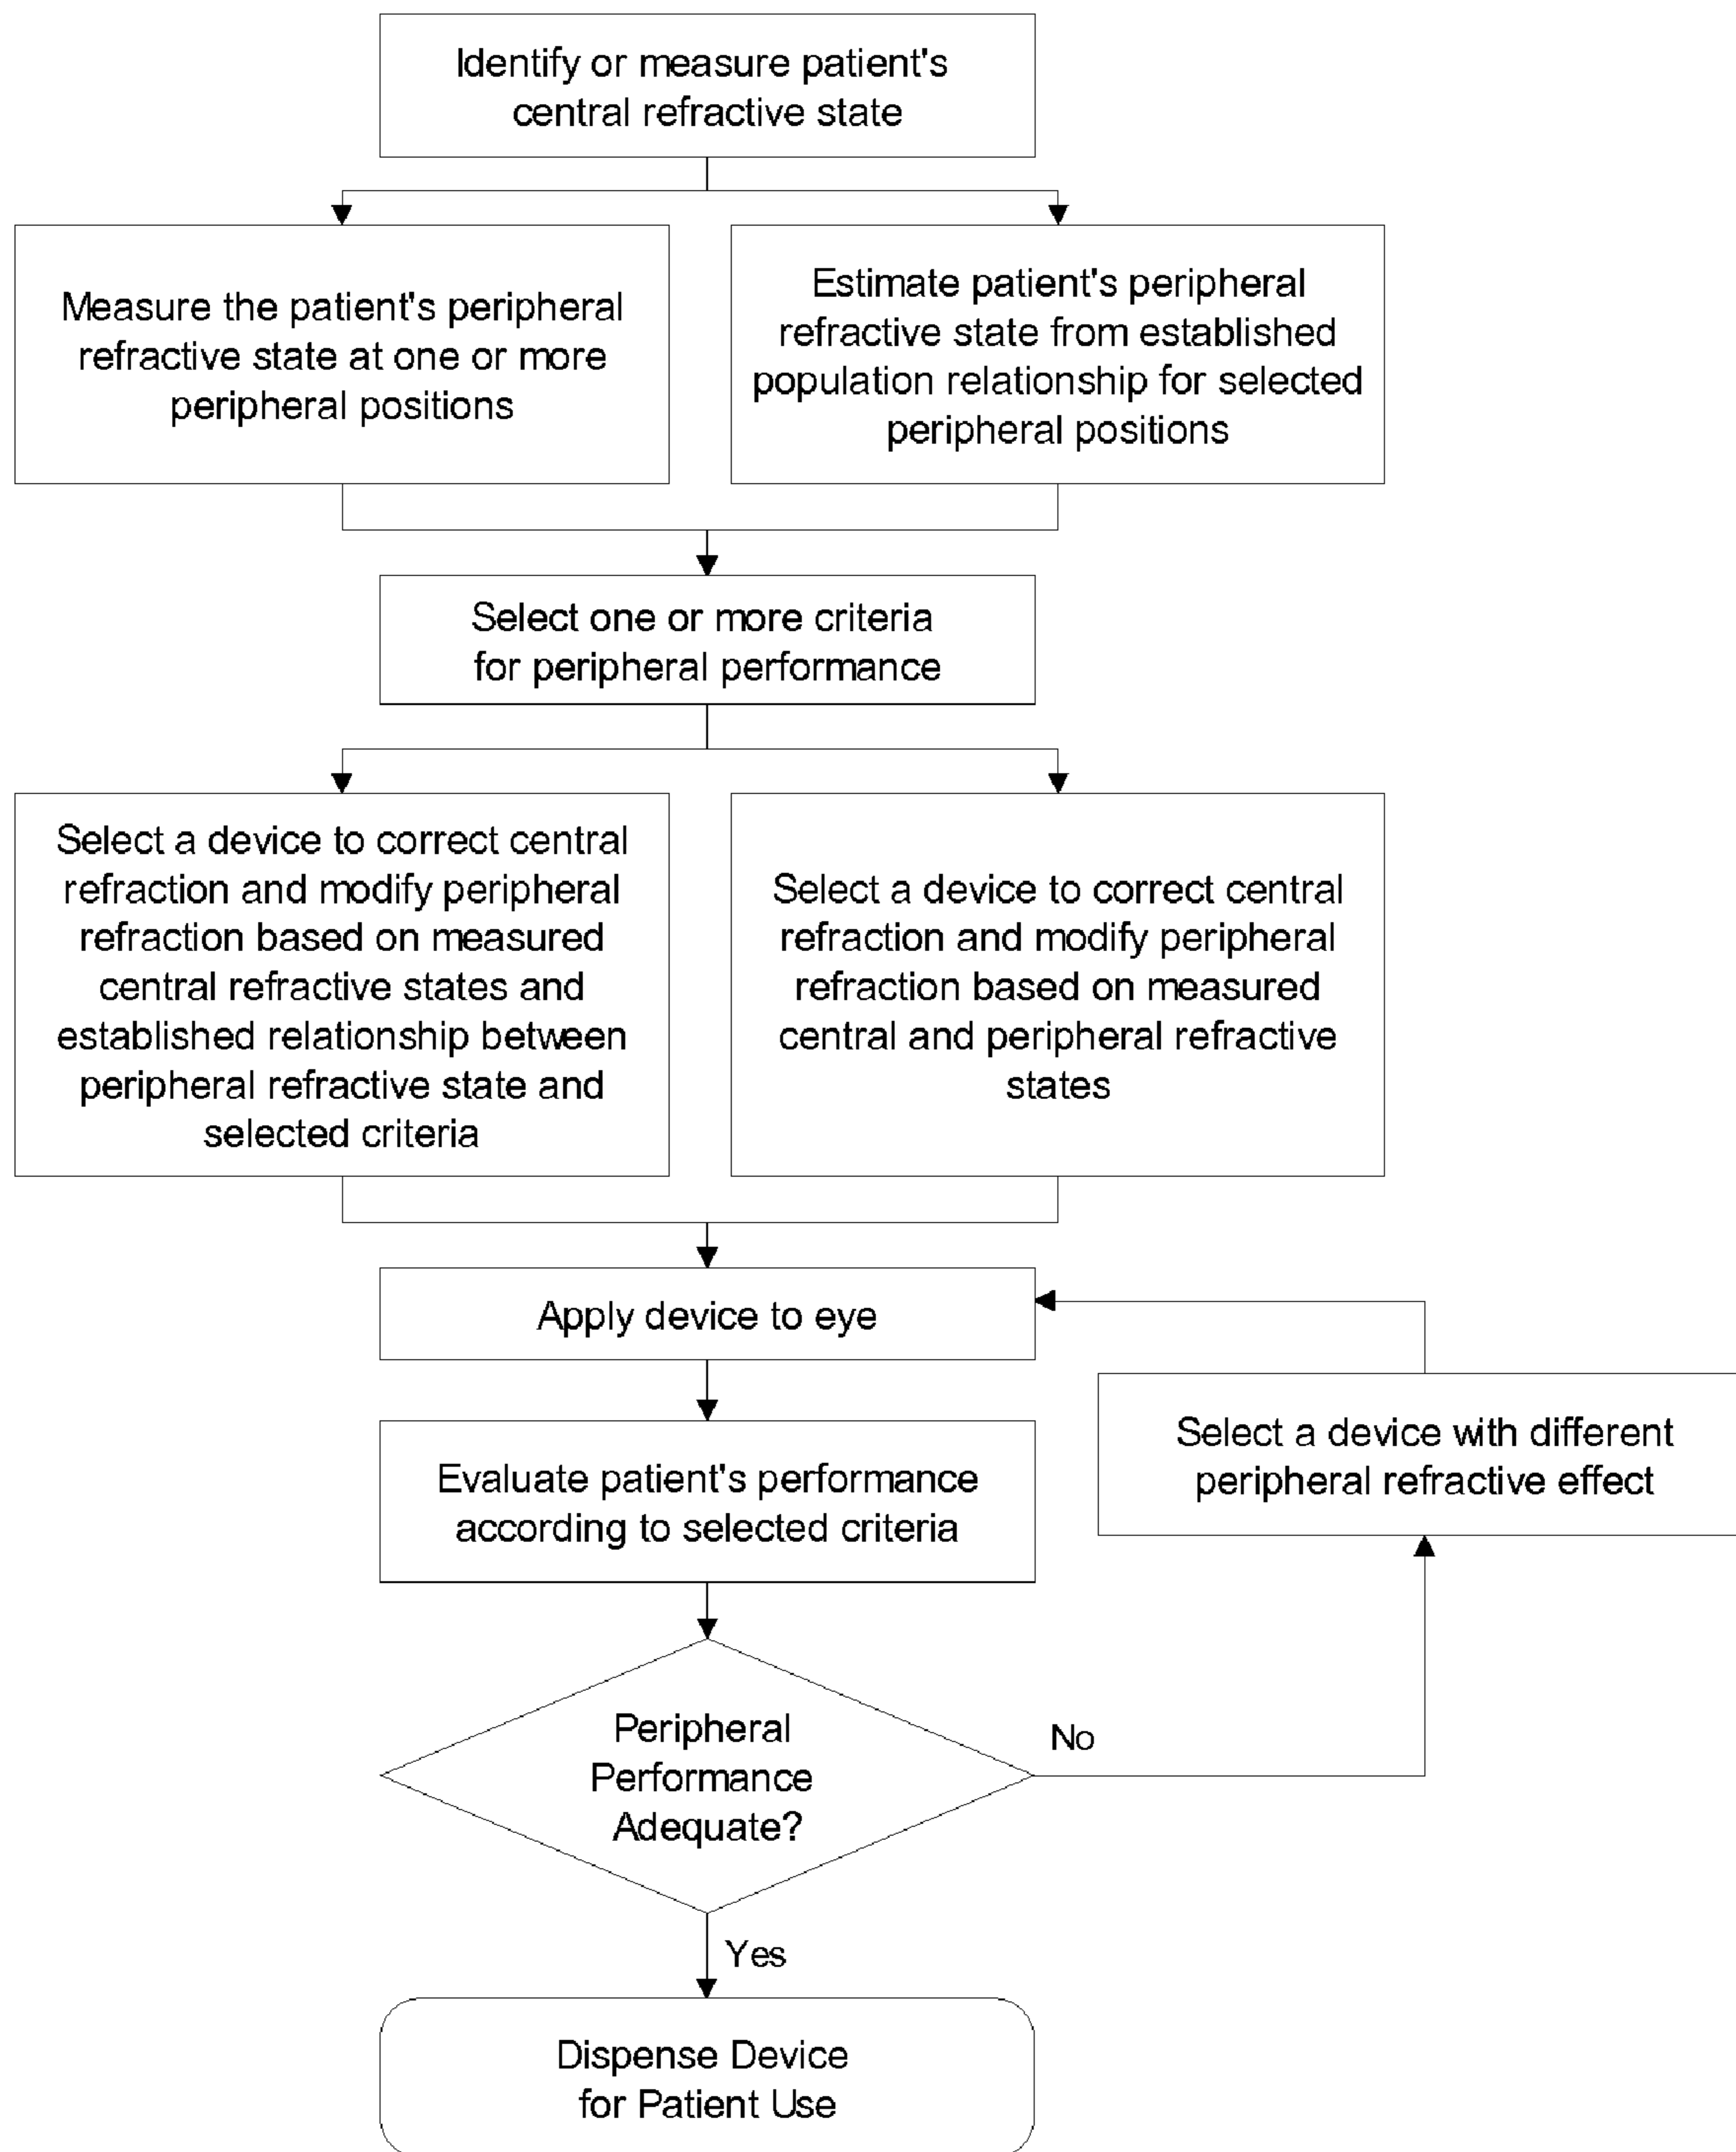 Identify or measure patient's
central refractive state
Measure the patient's peripheral
refractive state at one or more
peripheral positions
Estimate patient's peripheral
refractive state from established
population relationship for selected
peripheral positions
Select one or more criteria
for peripheral performance
Select a device to correct central
refraction and modify peripheral
refraction based on measured
central refractive states and
established relationship between
peripheral refractive state and
selected criteria
Select a device to correct central
refraction and modify peripheral
refraction based on measured
central and peripheral refractive
states
Apply device to eye
Select a device with different
peripheral refractive effect
Evaluate patient's performance
according to selected criteria
Peripheral
Performance
Adequate?
No
Yes
Dispense Device
for Patient Use